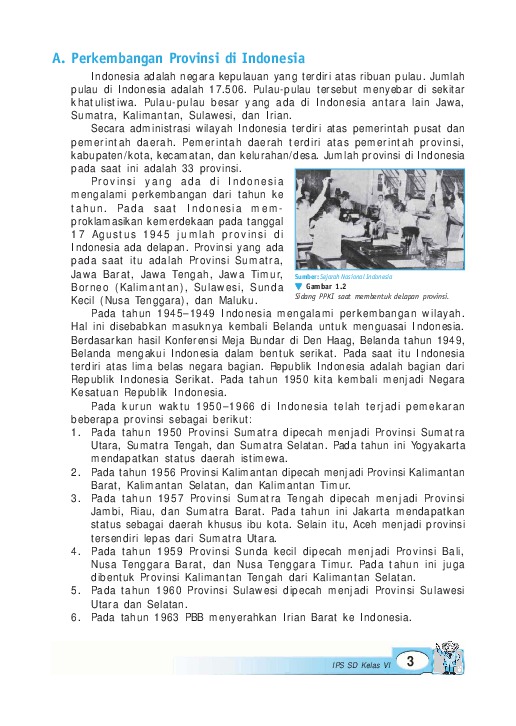 A. Perkembangan Provinsi di Indonesia
Indonesia adalah negara kepulauan yang terdiri atas ribuan pulau. Jumlah
pulau di Indonesia adalah 17.506. Pulau-pulau tersebut menyebar di sekitar
khatulistiwa. Pulau-pulau besar yang ada di Indonesia antara lain Jawa,
Sumatra, Kalimantan, Sulawesi, dan Irian.
Secara administrasi wilayah Indonesia terdiri atas pemerintah pusat dan
pemerintah daerah. Pemerintah daerah terdiri atas pemerintah provinsi,
kabupaten/kota, kecamatan, dan kelurahan/desa. Jumlah provinsi di Indonesia
pada saat ini adalah 33 provinsi.
Provinsi yang ada di Indonesia
mengalami perkembangan dari tahun ke
tahun. Pada saat Indonesia mem-
proklamasikan kemerdekaan pada tanggal
17 Agustus 1945 jumlah provinsi di
Indonesia ada delapan. Provinsi yang ada
pada saat itu adalah Provinsi Sumatra,
Jawa Barat, Jawa Tengah, Jawa Timur,
Borneo (Kalimantan), Sulawesi, Sunda
Kecil (Nusa Tenggara), dan Maluku.
Sumber: Sejarah Nasional Indonesia
▼ Gambar 1.2
Sidang PPKI saat membentuk delapan provinsi.
Pada tahun 1945–1949 Indonesia mengalami perkembangan wilayah.
Hal ini disebabkan masuknya kembali Belanda untuk menguasai Indonesia.
Berdasarkan hasil Konferensi Meja Bundar di Den Haag, Belanda tahun 1949,
Belanda mengakui Indonesia dalam bentuk serikat. Pada saat itu Indonesia
terdiri atas lima belas negara bagian. Republik Indonesia adalah bagian dari
Republik Indonesia Serikat. Pada tahun 1950 kita kembali menjadi Negara
Kesatuan Republik Indonesia.
Pada kurun waktu 1950–1966 di Indonesia telah terjadi pemekaran
beberapa provinsi sebagai berikut:
1. Pada tahun 1950 Provinsi Sumatra dipecah menjadi Provinsi Sumatra
Utara, Sumatra Tengah, dan Sumatra Selatan. Pada tahun ini Yogyakarta
mendapatkan status daerah istimewa.
2. Pada tahun 1956 Provinsi Kalimantan dipecah menjadi Provinsi Kalimantan
Barat, Kalimantan Selatan, dan Kalimantan Timur.
3. Pada tahun 1957 Provinsi Sumatra Tengah dipecah menjadi Provinsi
Jambi, Riau, dan Sumatra Barat. Pada tahun ini Jakarta mendapatkan
status sebagai daerah khusus ibu kota. Selain itu, Aceh menjadi provinsi
tersendiri lepas dari Sumatra Utara.
4. Pada tahun 1959 Provinsi Sunda kecil dipecah menjadi Provinsi Bali,
Nusa Tenggara Barat, dan Nusa Tenggara Timur. Pada tahun ini juga
dibentuk Provinsi Kalimantan Tengah dari Kalimantan Selatan.
5. Pada tahun 1960 Provinsi Sulawesi dipecah menjadi Provinsi Sulawesi
Utara dan Selatan.
6. Pada tahun 1963 PBB menyerahkan Irian Barat ke Indonesia.
IPS SD Kelas VI 3